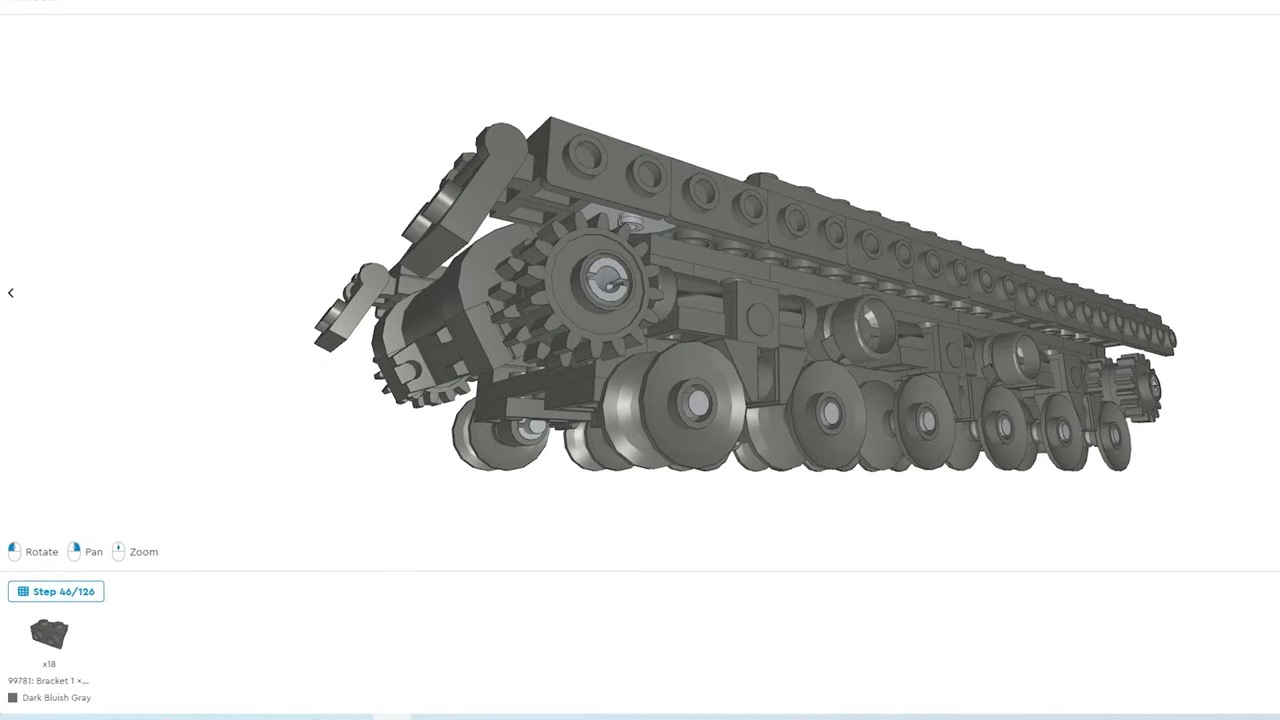 Rotate Pan Zoom
Step 46/126
x18
99781: Bracket 1 ×...
Dark Bluish Gray